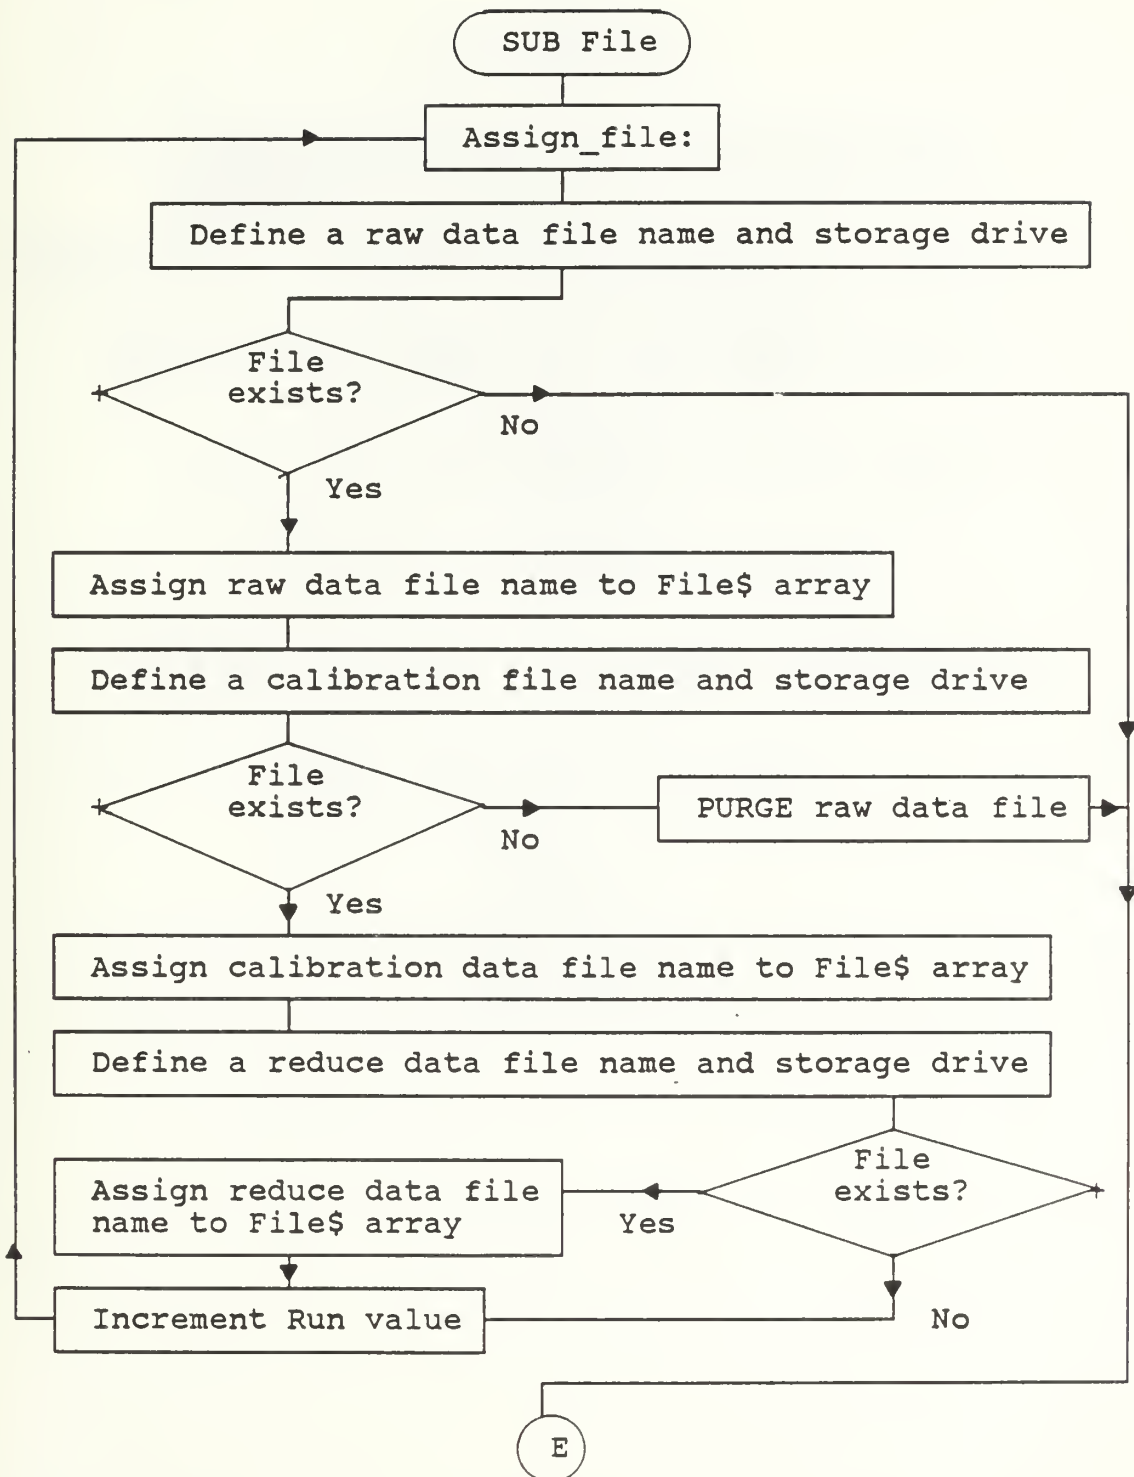 SUB File
Assign_file:
Define a raw data file name and storage drive
File
exists?
No
Yes
Assign raw data file name to File$ array
Define a calibration file name and storage drive
File
exists?
No
PURGE raw data file
Yes
Assign calibration data file name to File$ array
Define a reduce data file name and storage drive
File
exists?
Yes
Assign reduce data file
name to File$ array
Increment Run value
No
E